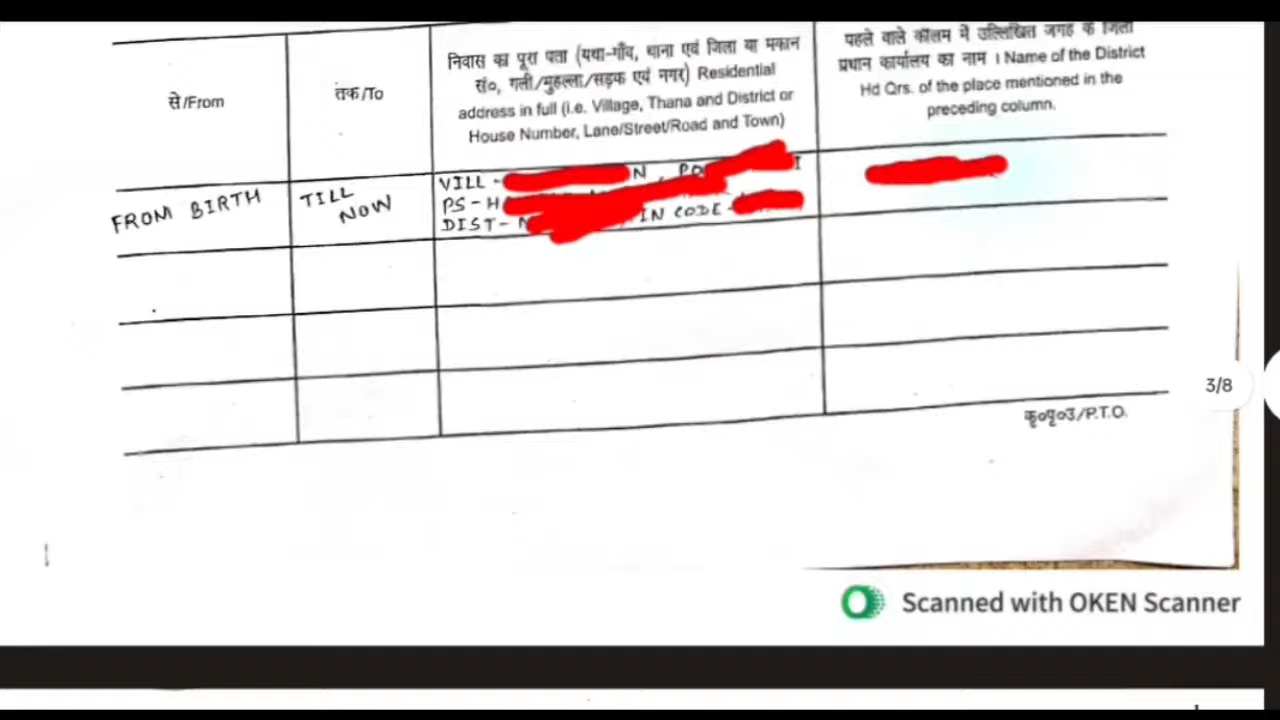 से/From
तक/To
निवास का पूरा पता (यथा-गाँव, थाना एवं जिला या मकान
सं०, गली/मुहल्ला/सड़क एवं नगर) Residential
address in full (i.e. Village, Thana and District or
House Number, Lane/Street/Road and Town)
पहले वाले कॉलम में उल्लिखित जगह के जिला
प्रधान कार्यालय का नाम । Name of the District
Hd Qrs. of the place mentioned in the
preceding column.
FROM BIRTH
TILL
NOW
VILL-
PS-
DIST- IN CODE-
3/8
कृ०पृ०उ/P.T.O.
Scanned with OKEN Scanner